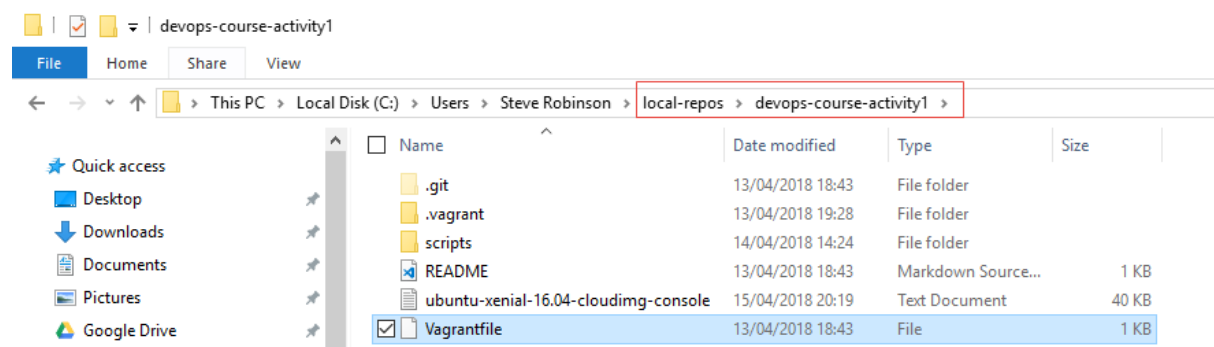 devops-course-activity1
File Home Share View
This PC > Local Disk (C:) > Users > Steve Robinson > local-repos > devops-course-activity1 >
Name Date modified Type Size
Quick access
Desktop
Downloads
Documents
Pictures
Google Drive
.git 13/04/2018 18:43 File folder
.vagrant 13/04/2018 19:28 File folder
scripts 14/04/2018 14:24 File folder
README 13/04/2018 18:43 Markdown Source... 1 KB
ubuntu-xenial-16.04-cloudimg-console 15/04/2018 20:19 Text Document 40 KB
Vagrantfile 13/04/2018 18:43 File 1 KB